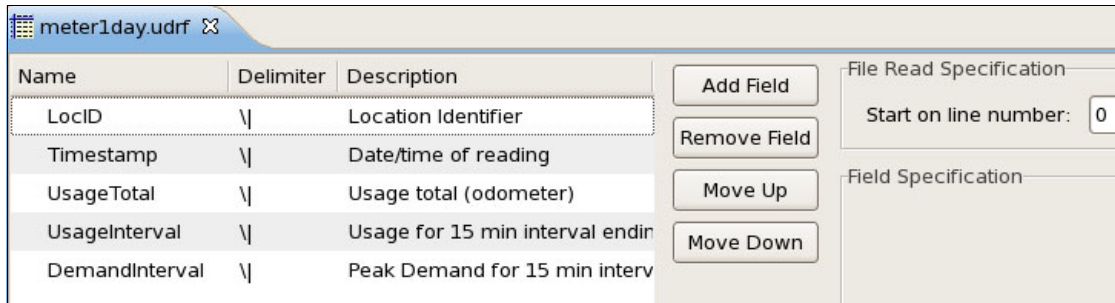 meter1day.udrf
Name Delimiter Description
LocID \| Location Identifier
Timestamp \| Date/time of reading
UsageTotal \| Usage total (odometer)
UsageInterval \| Usage for 15 min interval endin
DemandInterval \| Peak Demand for 15 min interv
Add Field
Remove Field
Move Up
Move Down
File Read Specification
Start on line number: 0
Field Specification